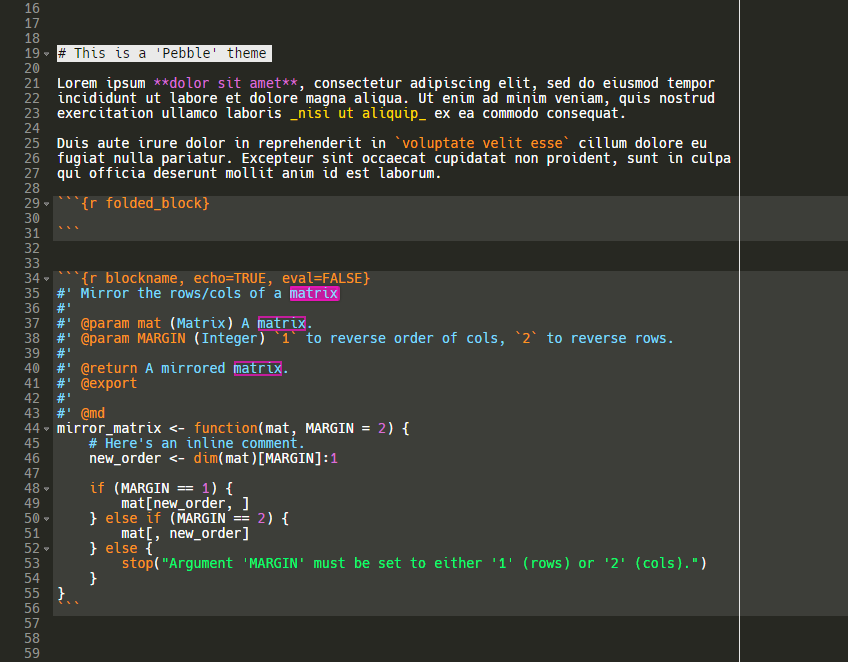 16
17
18
19 # This is a 'Pebble' theme
20
21 Lorem ipsum **dolor sit amet**, consectetur adipiscing elit, sed do eiusmod tempor
22 incididunt ut labore et dolore magna aliqua. Ut enim ad minim veniam, quis nostrud
23 exercitation ullamco laboris _nisi ut aliquip_ ex ea commodo consequat.
24
25 Duis aute irure dolor in reprehenderit in `voluptate velit esse` cillum dolore eu
26 fugiat nulla pariatur. Excepteur sint occaecat cupidatat non proident, sunt in culpa
27 qui officia deserunt mollit anim id est laborum.
28
29 ```{r folded_block}
30
31 ```
32
33
34 ```{r blockname, echo=TRUE, eval=FALSE}
35 #' Mirror the rows/cols of a matrix
36 #'
37 #' @param mat (Matrix) A matrix.
38 #' @param MARGIN (Integer) `1` to reverse order of cols, `2` to reverse rows.
39 #'
40 #' @return A mirrored matrix.
41 #' @export
42 #'
43 #' @md
44 mirror_matrix <- function(mat, MARGIN = 2) {
45     # Here's an inline comment.
46     new_order <- dim(mat)[MARGIN]:1
47
48     if (MARGIN == 1) {
49         mat[new_order, ]
50     } else if (MARGIN == 2) {
51         mat[, new_order]
52     } else {
53         stop("Argument 'MARGIN' must be set to either '1' (rows) or '2' (cols).")
54     }
55 }
56 ```
57
58
59